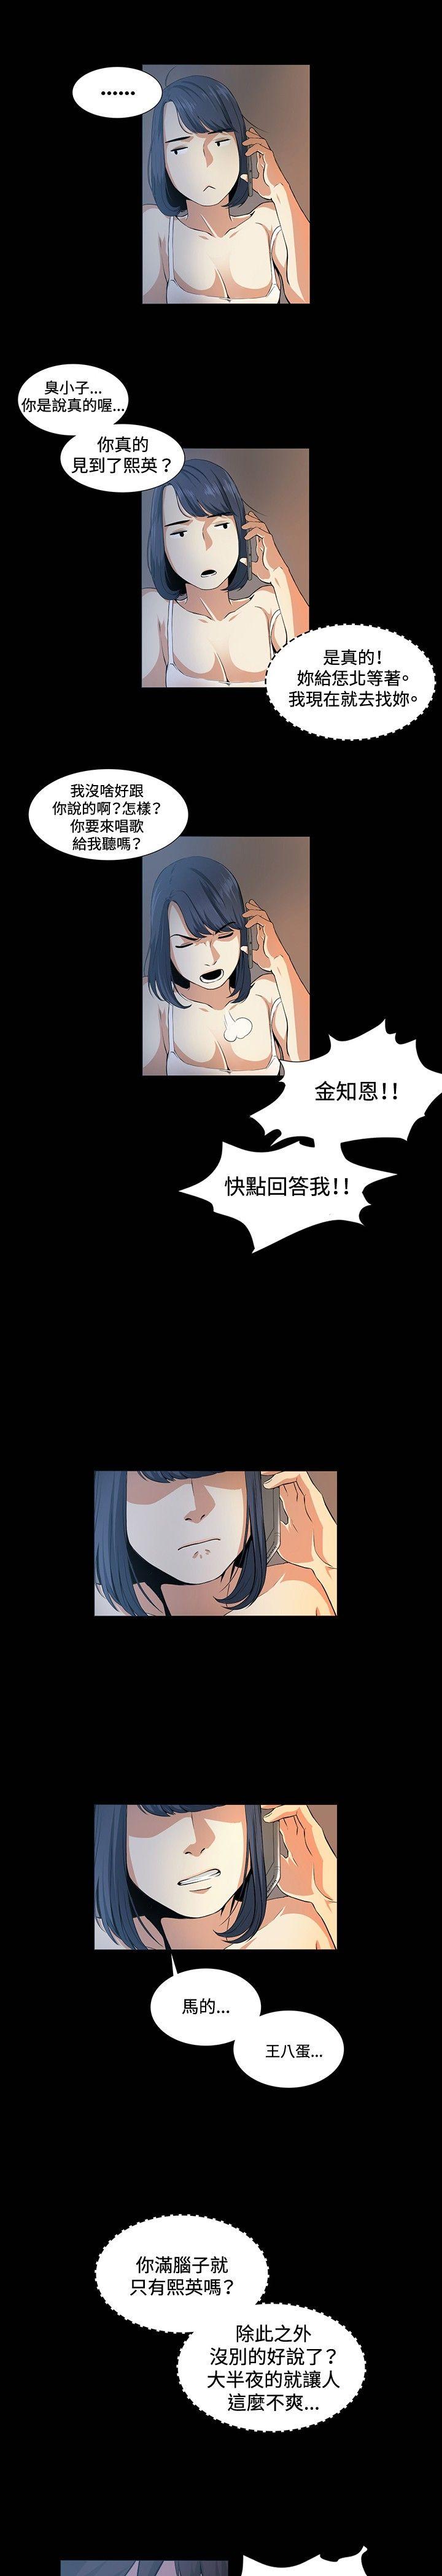 ......
臭小子...
你是說真的喔...
你真的
見到了熙英？
是真的！
妳給恁北等著。
我現在就去找妳。
我沒啥好跟
你說的啊？怎樣？
你要來唱歌
給我聽嗎？
金知恩！！
快點回答我！！
馬的...
王八蛋...
你滿腦子就
只有熙英嗎？
除此之外
沒別的好說了？
大半夜的就讓人
這麼不爽...